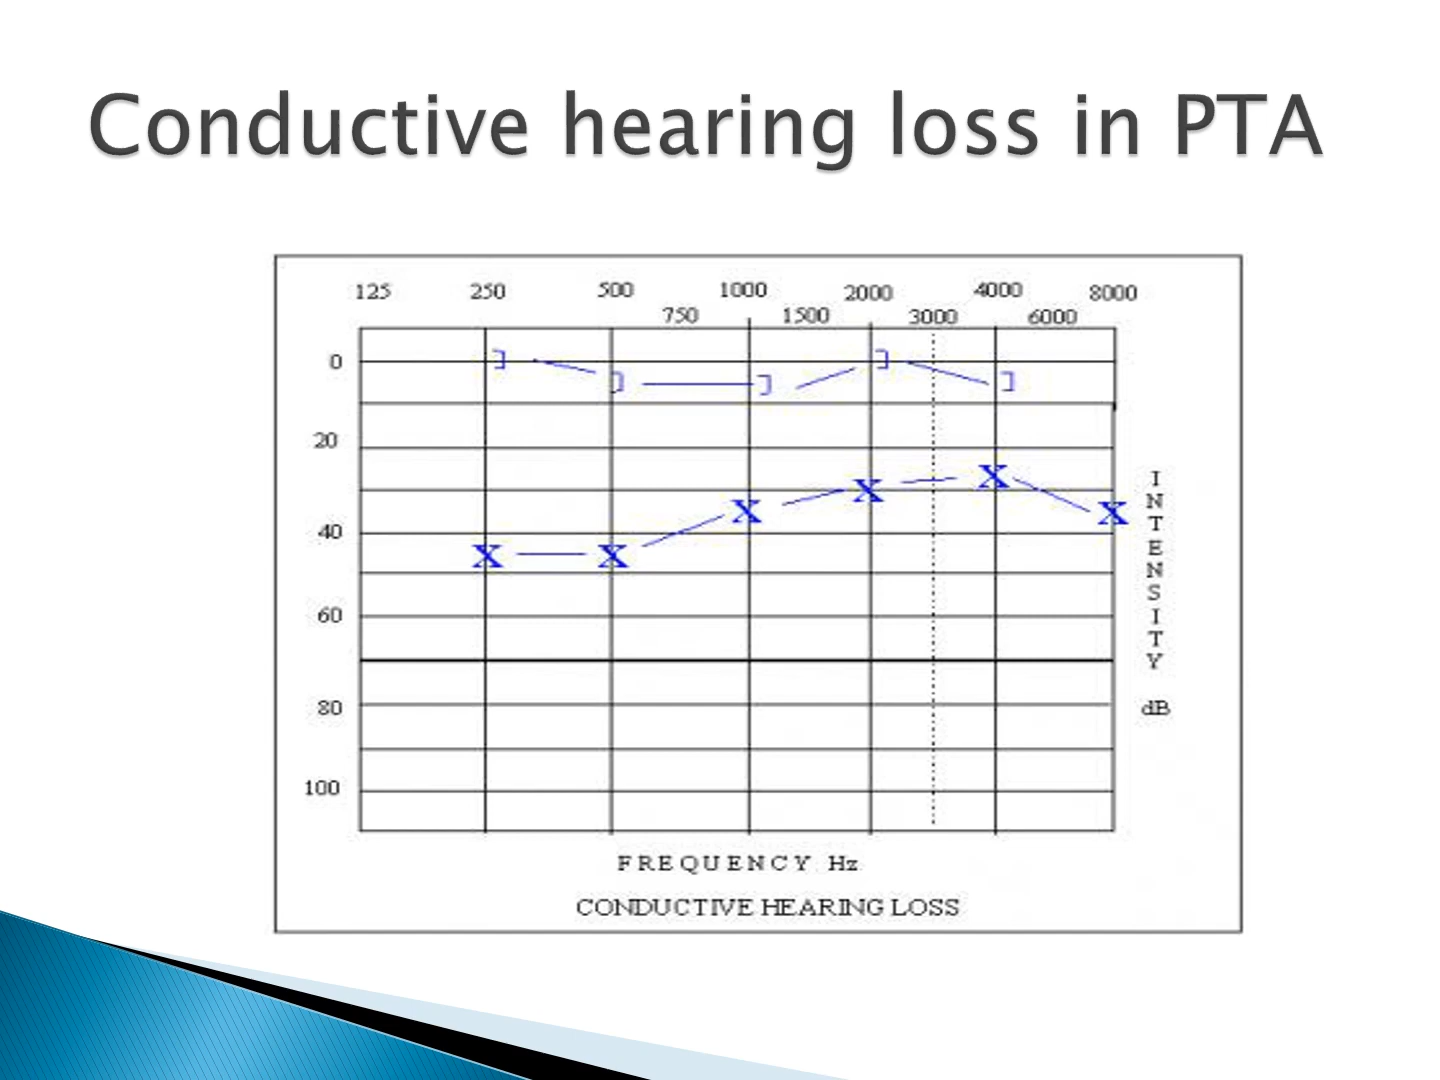 Conductive hearing loss in PTA
125 250 500 1000 2000 4000 8000
750 1500 3000 6000
0
20
40
60
80
100
I
N
T
E
N
S
I
T
Y
dB
FREQUENCY Hz
CONDUCTIVE HEARING LOSS